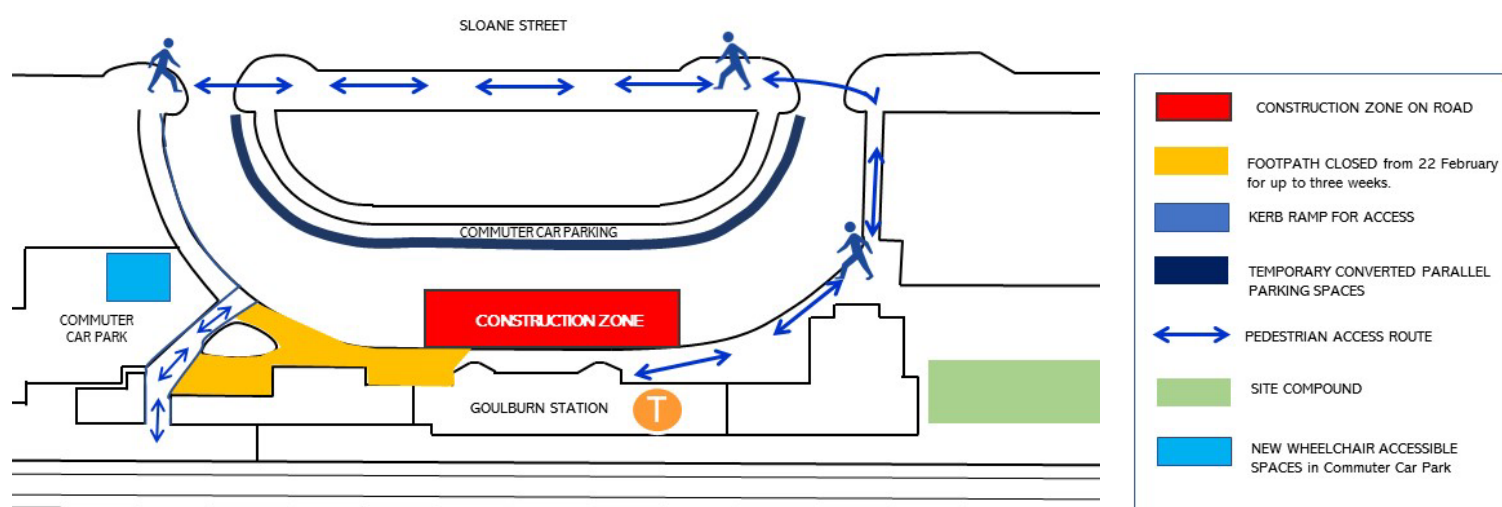 SLOANE STREET
COMMUTER CAR PARKING
CONSTRUCTION ZONE
COMMUTER
CAR PARK
GOULBURN STATION
T
CONSTRUCTION ZONE ON ROAD
FOOTPATH CLOSED from 22 February
for up to three weeks.
KERB RAMP FOR ACCESS
TEMPORARY CONVERTED PARALLEL
PARKING SPACES
PEDESTRIAN ACCESS ROUTE
SITE COMPOUND
NEW WHEELCHAIR ACCESSIBLE
SPACES in Commuter Car Park